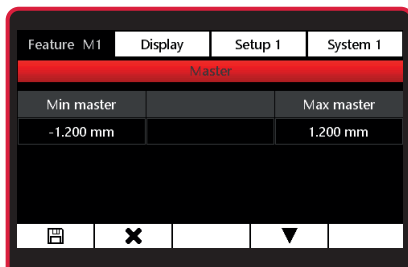 Feature M1 Display Setup 1 System 1
Master
Min master Max master
-1.200 mm 1.200 mm